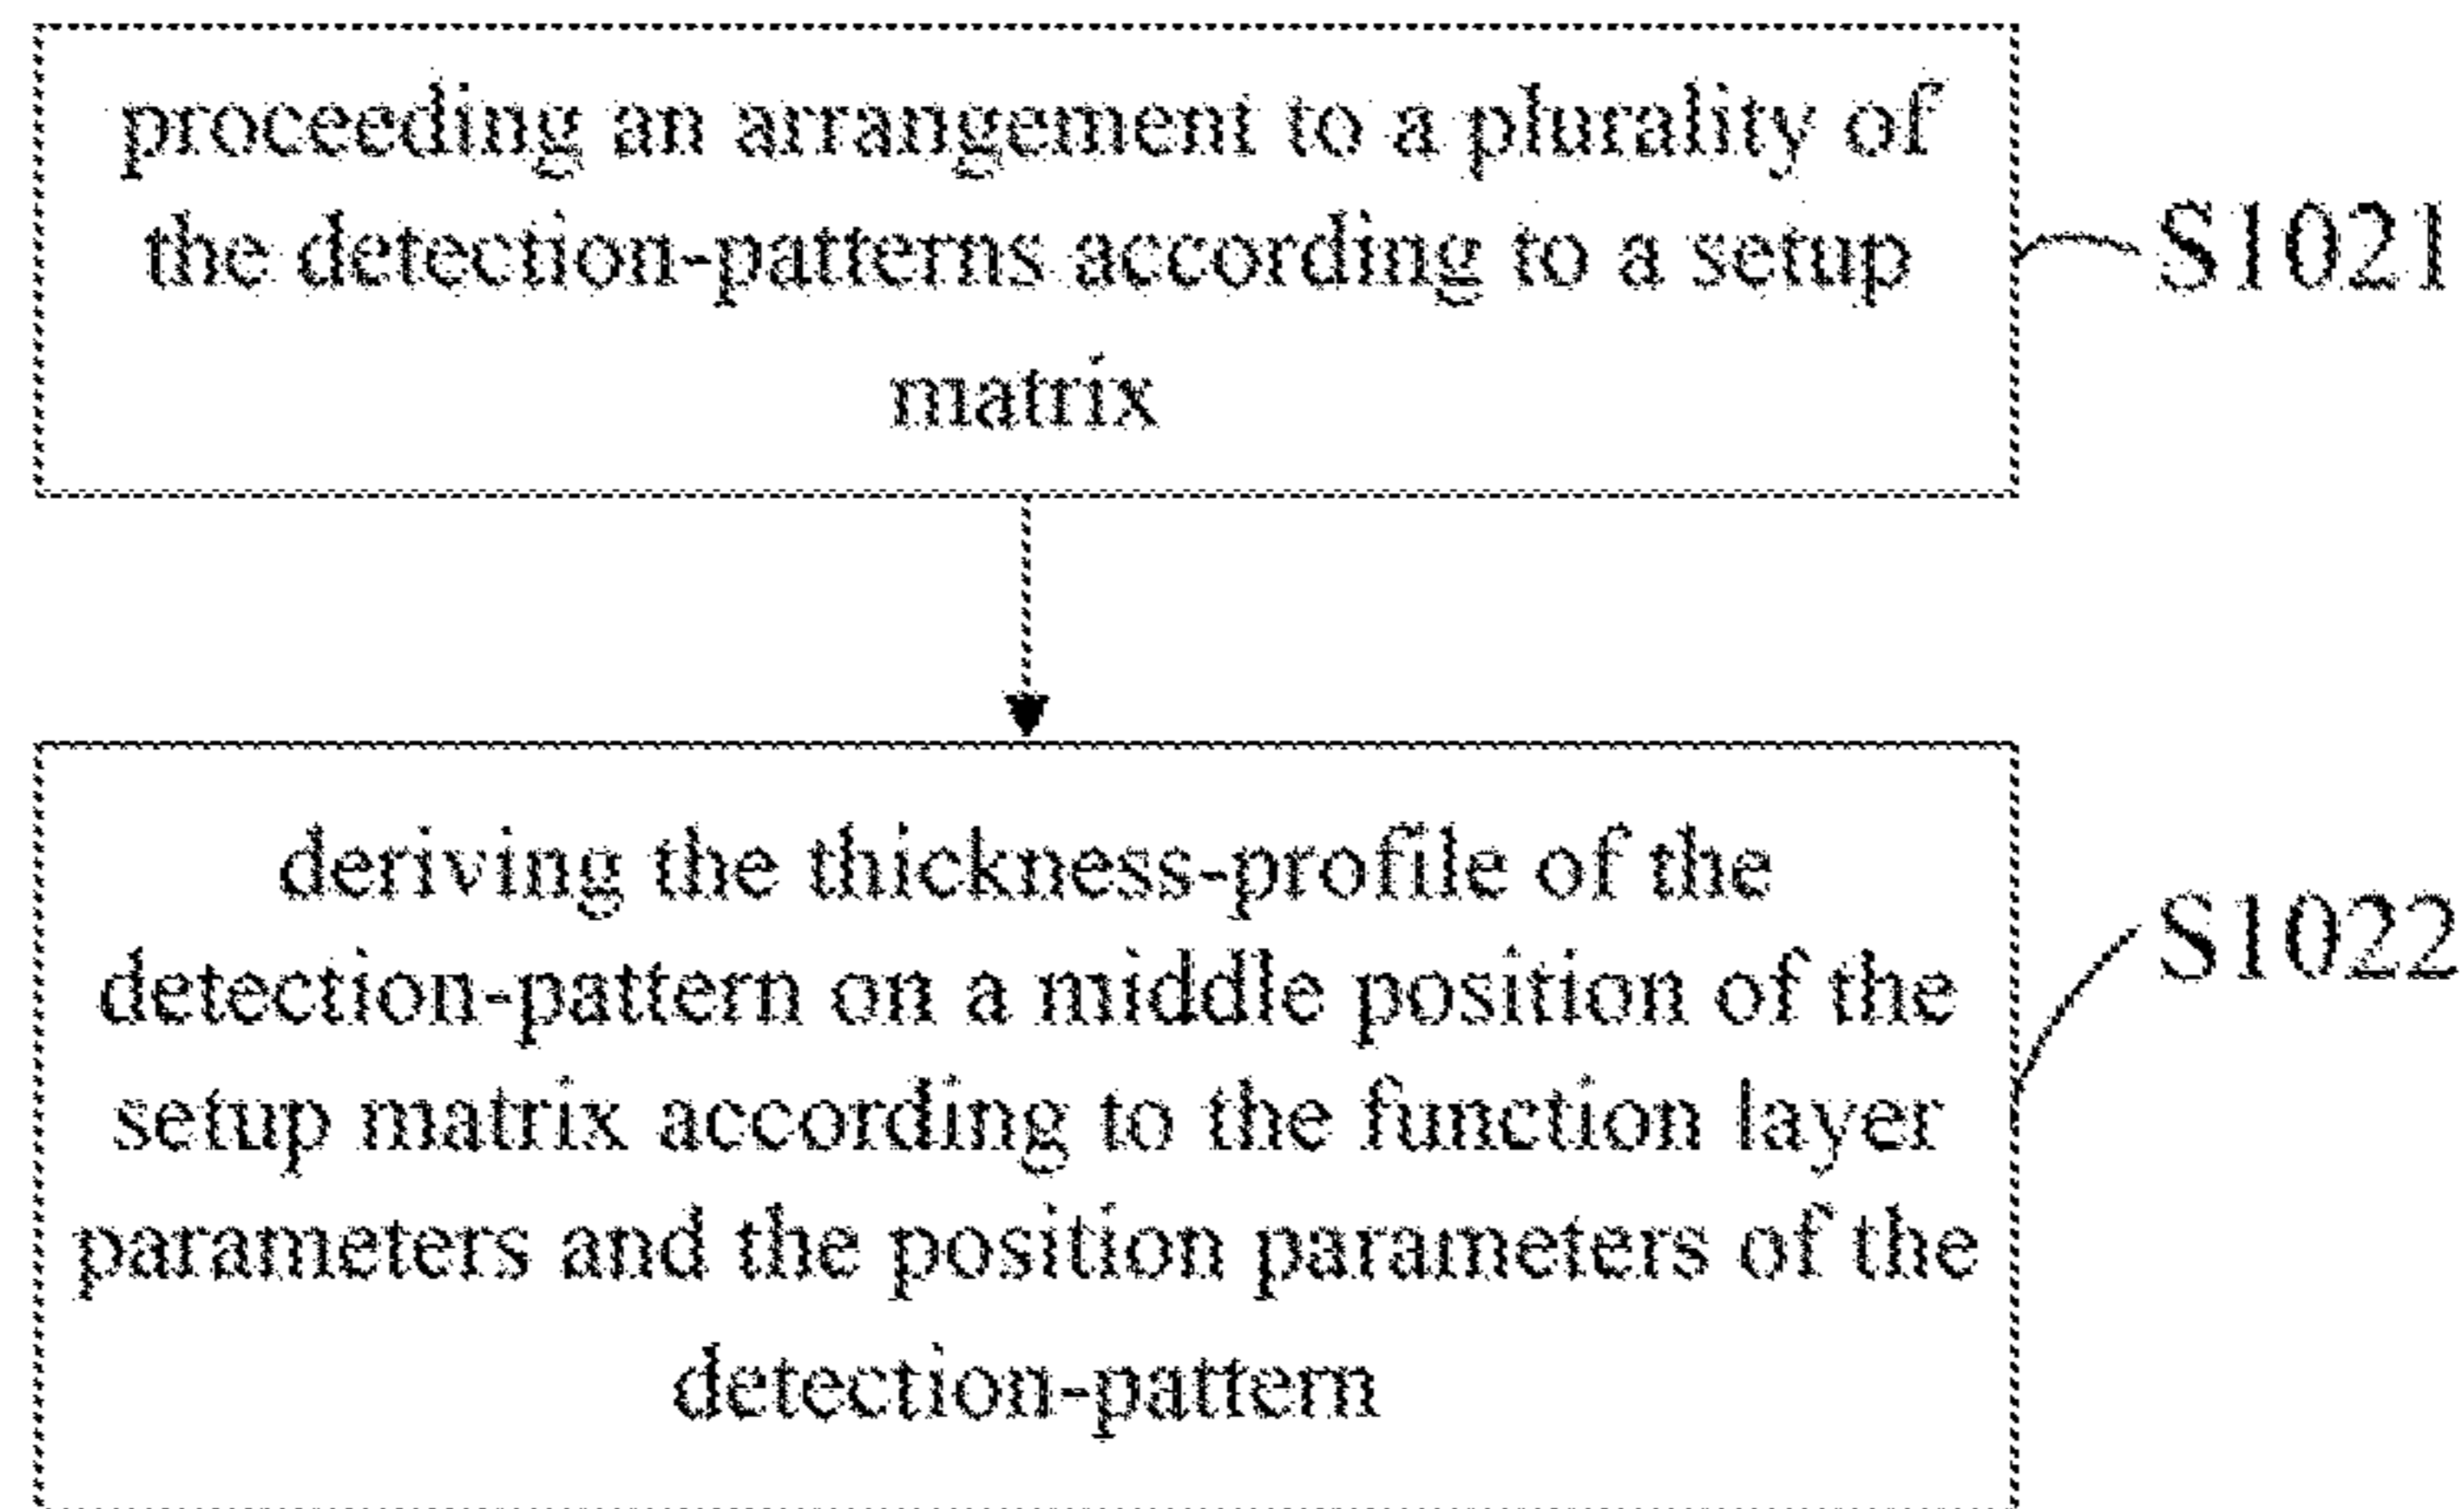 proceeding an arrangement to a plurality of
the detection-patterns according to a setup
matrix
S1021
deriving the thickness-profile of the
detection-pattern on a middle position of the
setup matrix according to the function layer
parameters and the position parameters of the
detection-pattern
S1022